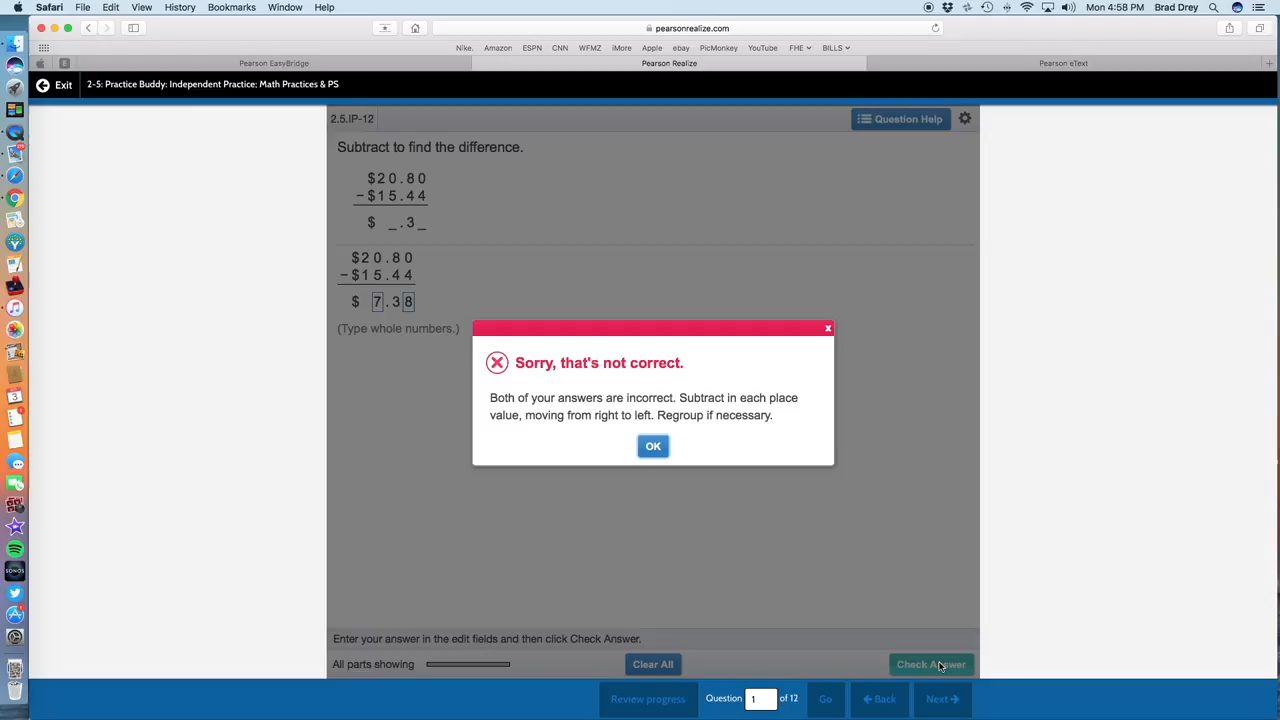 Safari File Edit View History Bookmarks Window Help Mon 4:58 PM Brad Drey
pearsonrealize.com
Nike. Amazon ESPN CNN WFMZ iMore Apple ebay PicMonkey YouTube FHE BILLS
Pearson EasyBridge Pearson Realize Pearson eText
Exit 2-5: Practice Buddy: Independent Practice; Math Practices & PS
2.5.IP-12 Question Help
Subtract to find the difference.
$20.80
−$15.44
$ _.3_
$20.80
−$15.44
$ 7.38
(Type whole numbers.)
x
Sorry, that's not correct.
Both of your answers are incorrect. Subtract in each place
value, moving from right to left. Regroup if necessary.
OK
Enter your answer in the edit fields and then click Check Answer.
All parts showing Clear All Check Answer
Review progress Question 1 of 12 Go Back Next